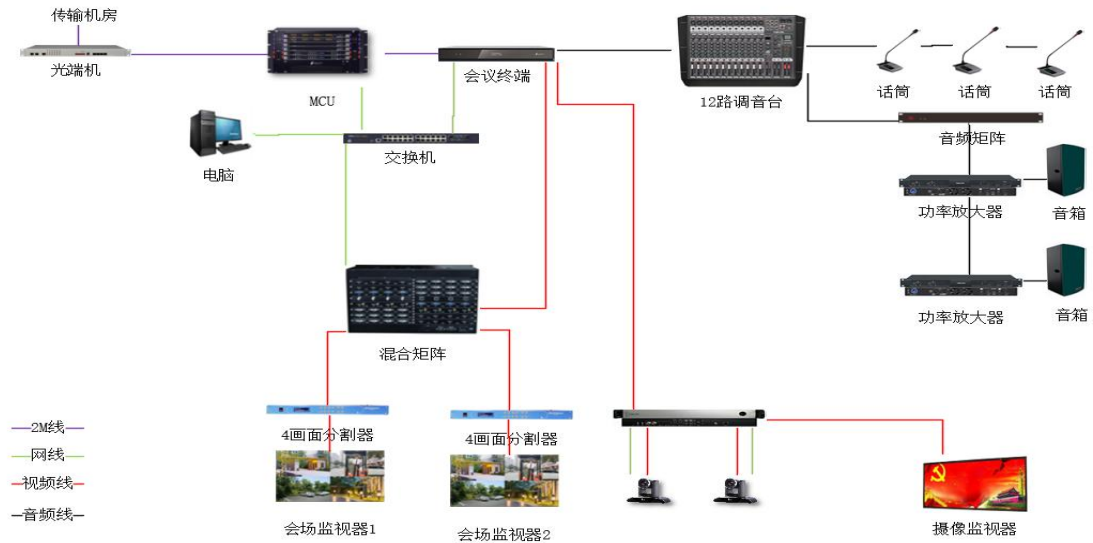 传输机房
光端机
MCU
会议终端
12路调音台
话筒
话筒
话筒
音频矩阵
电脑
交换机
功率放大器
音箱
功率放大器
音箱
混合矩阵
4画面分割器
4画面分割器
2M线
网线
视频线
音频线
会场监视器1
会场监视器2
摄像监视器